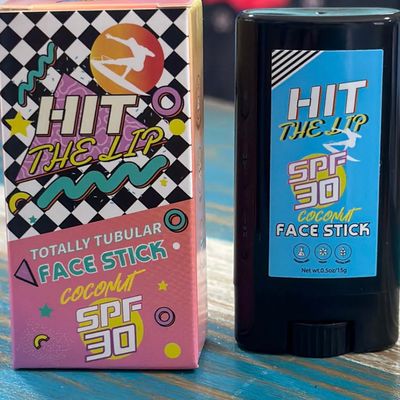 HIT
THE LIP
TOTALLY TUBULAR
FACE STICK
COCONUT
SPF
30
HIT
THE LIP
SPF
30
COCONUT
FACE STICK
Net wt.0.5oz/15g